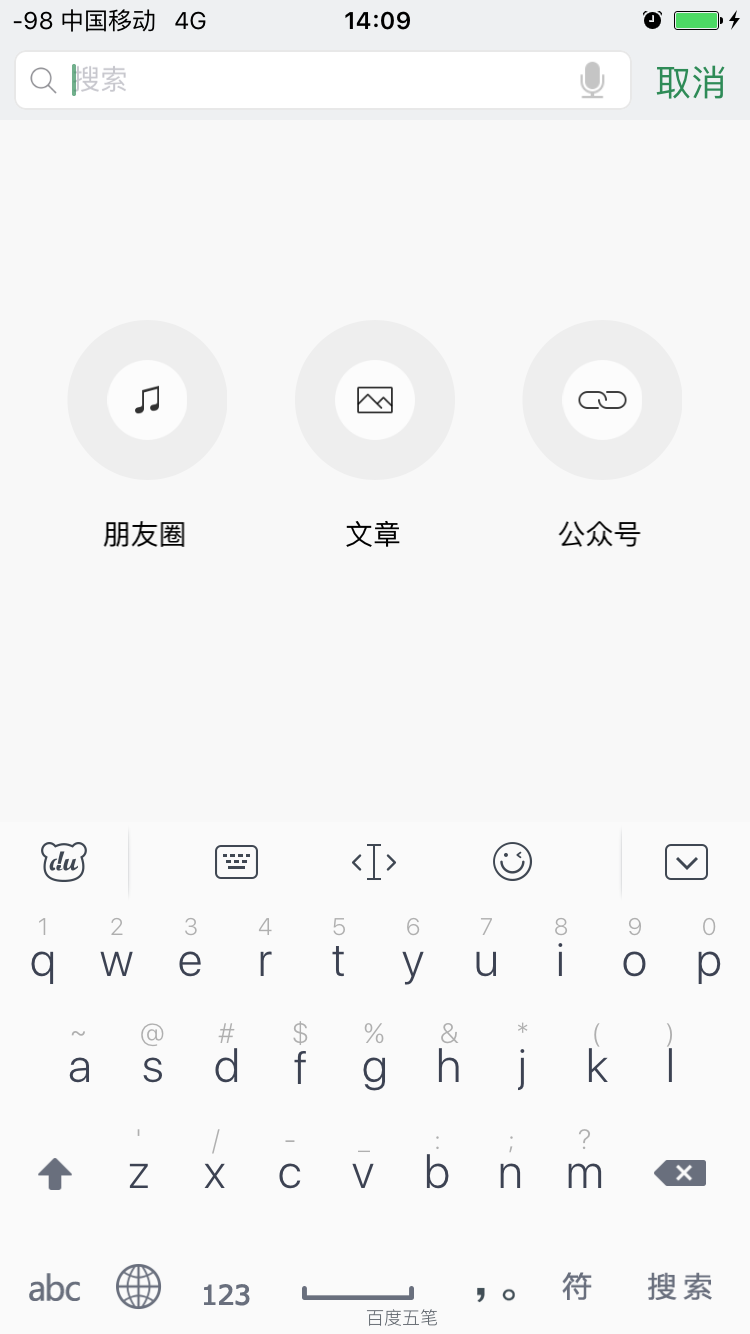 -98 中国移动 4G 14:09
搜索 取消
朋友圈 文章 公众号
du
1 2 3 4 5 6 7 8 9 0
q w e r t y u i o p
~ @ # $ % & * ( )
a s d f g h j k l
' / - _ : ; ?
z x c v b n m
abc 123 ，。 符 搜索
百度五笔